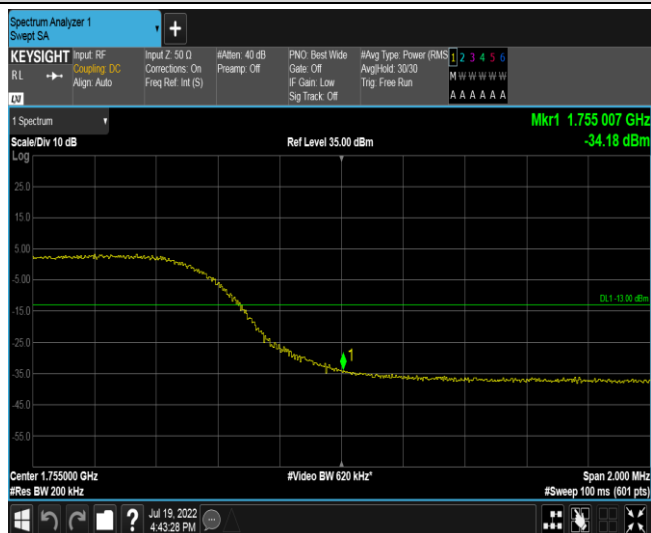 Spectrum Analyzer 1
Swept SA
+
KEYSIGHT
RL
LXI
Input: RF
Coupling: DC
Align: Auto
Input Z: 50 Ω
Corrections: On
Freq Ref: Int (S)
#Atten: 40 dB
Preamp: Off
PNO: Best Wide
Gate: Off
IF Gain: Low
Sig Track: Off
#Avg Type: Power (RMS
Avg|Hold: 30/30
Trig: Free Run
1 2 3 4 5 6
M W W W W W
A A A A A A
1 Spectrum
Mkr1 1.755 007 GHz
-34.18 dBm
Scale/Div 10 dB
Ref Level 35.00 dBm
Log
25.0
15.0
5.00
-5.00
-15.0
-25.0
-35.0
-45.0
-55.0
DL1 -13.00 dBm
1
Center 1.755000 GHz
#Res BW 200 kHz
#Video BW 620 kHz*
Span 2.000 MHz
#Sweep 100 ms (601 pts)
?
Jul 19, 2022
4:43:28 PM